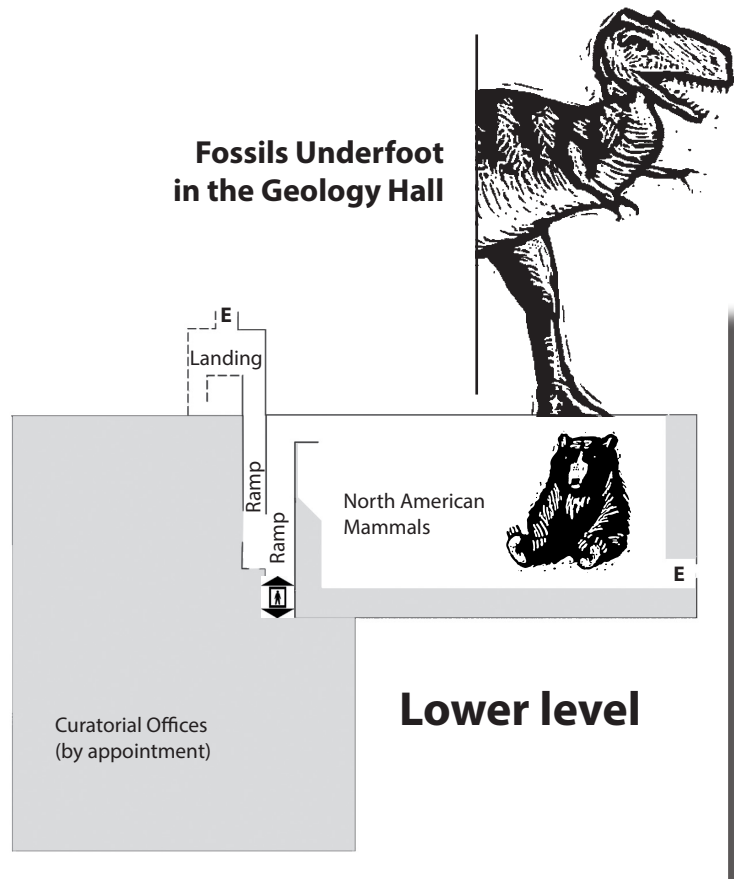 Fossils Underfoot
in the Geology Hall
E
Landing
Ramp
Ramp
North American
Mammals
E
Lower level
Curatorial Offices
(by appointment)